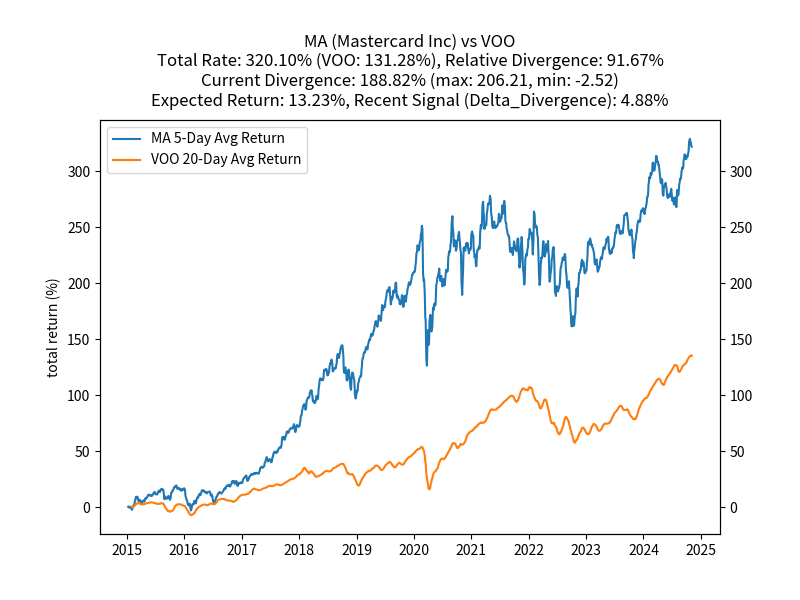 MA (Mastercard Inc) vs VOO
Total Rate: 320.10% (VOO: 131.28%), Relative Divergence: 91.67%
Current Divergence: 188.82% (max: 206.21, min: -2.52)
Expected Return: 13.23%, Recent Signal (Delta_Divergence): 4.88%
MA 5-Day Avg Return
VOO 20-Day Avg Return
total return (%)
300 300
250 250
200 200
150 150
100 100
50 50
0 0
2015 2016 2017 2018 2019 2020 2021 2022 2023 2024 2025